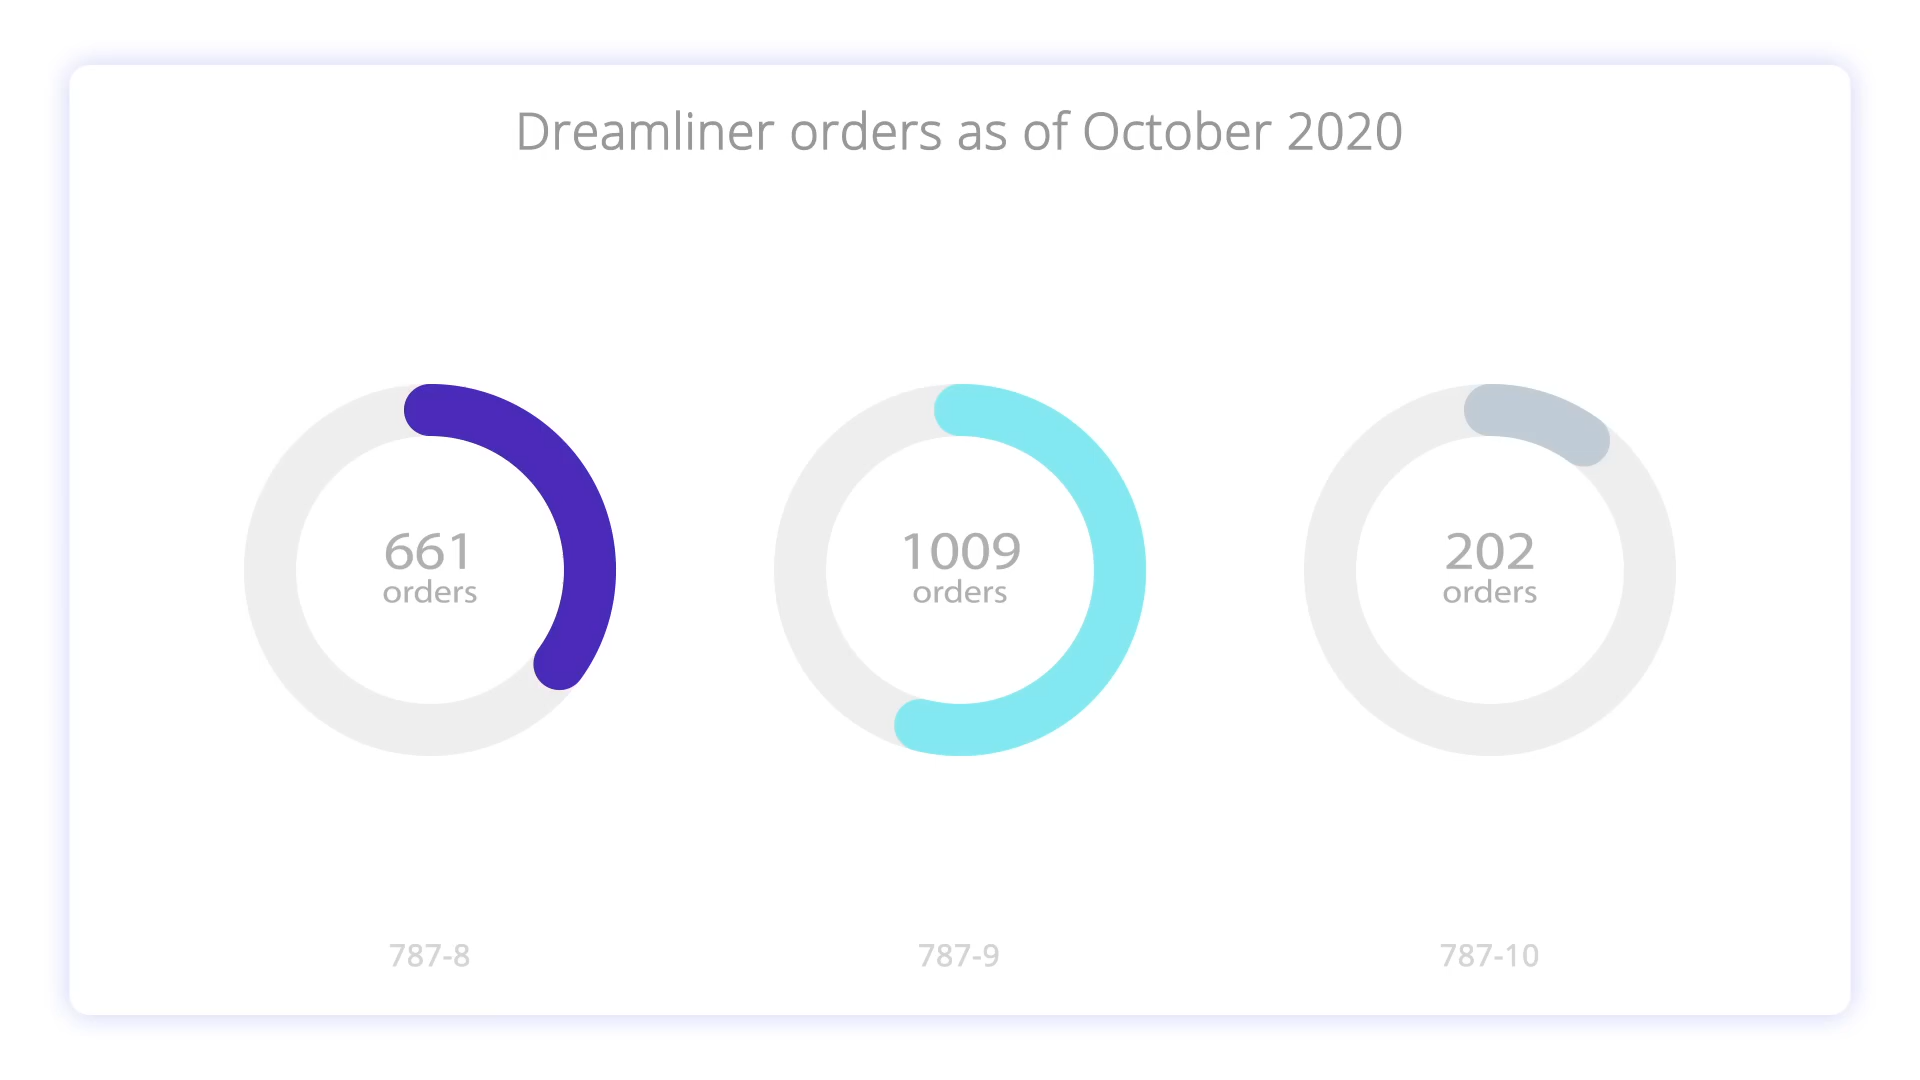 Dreamliner orders as of October 2020
661
orders
1009
orders
202
orders
787-8
787-9
787-10